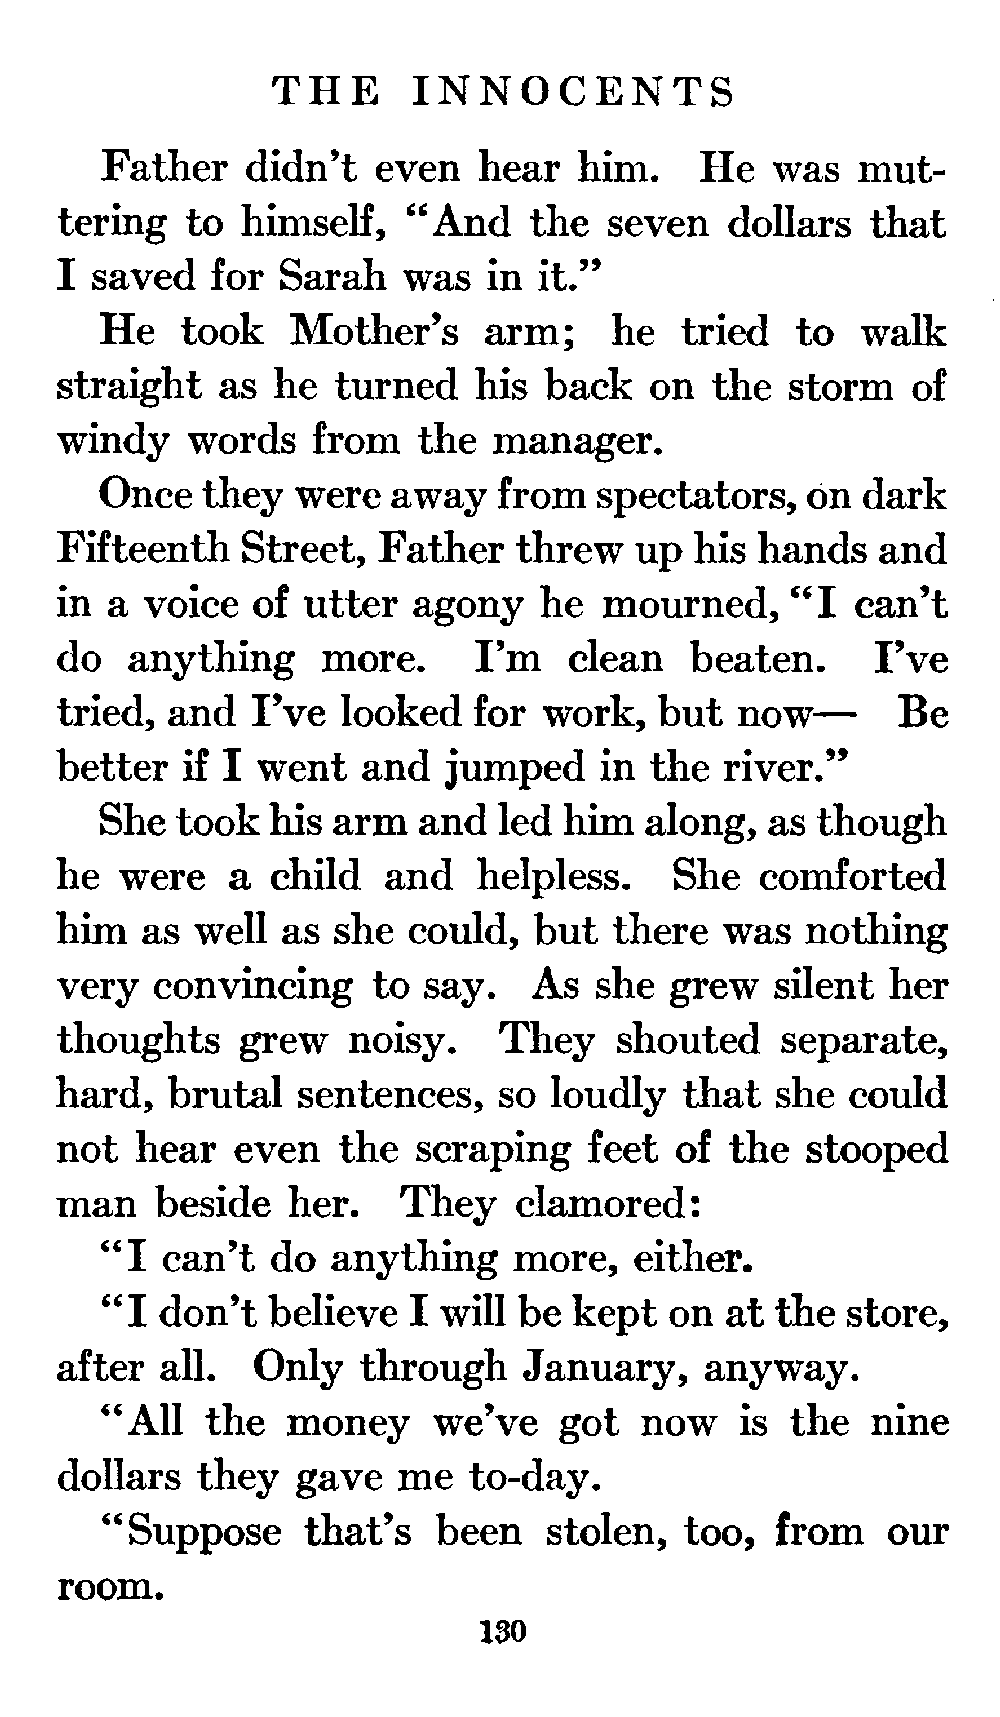 THE INNOCENTS
Father didn't even hear him. He was mut-
tering to himself, "And the seven dollars that
I saved for Sarah was in it."
He took Mother's arm; he tried to walk
straight as he turned his back on the storm of
windy words from the manager.
Once they were away from spectators, on dark
Fifteenth Street, Father threw up his hands and
in a voice of utter agony he mourned, "I can't
do anything more. I'm clean beaten. I've
tried, and I've looked for work, but now— Be
better if I went and jumped in the river."
She took his arm and led him along, as though
he were a child and helpless. She comforted
him as well as she could, but there was nothing
very convincing to say. As she grew silent her
thoughts grew noisy. They shouted separate,
hard, brutal sentences, so loudly that she could
not hear even the scraping feet of the stooped
man beside her. They clamored:
"I can't do anything more, either.
"I don't believe I will be kept on at the store,
after all. Only through January, anyway.
"All the money we've got now is the nine
dollars they gave me to-day.
"Suppose that's been stolen, too, from our
room.
130